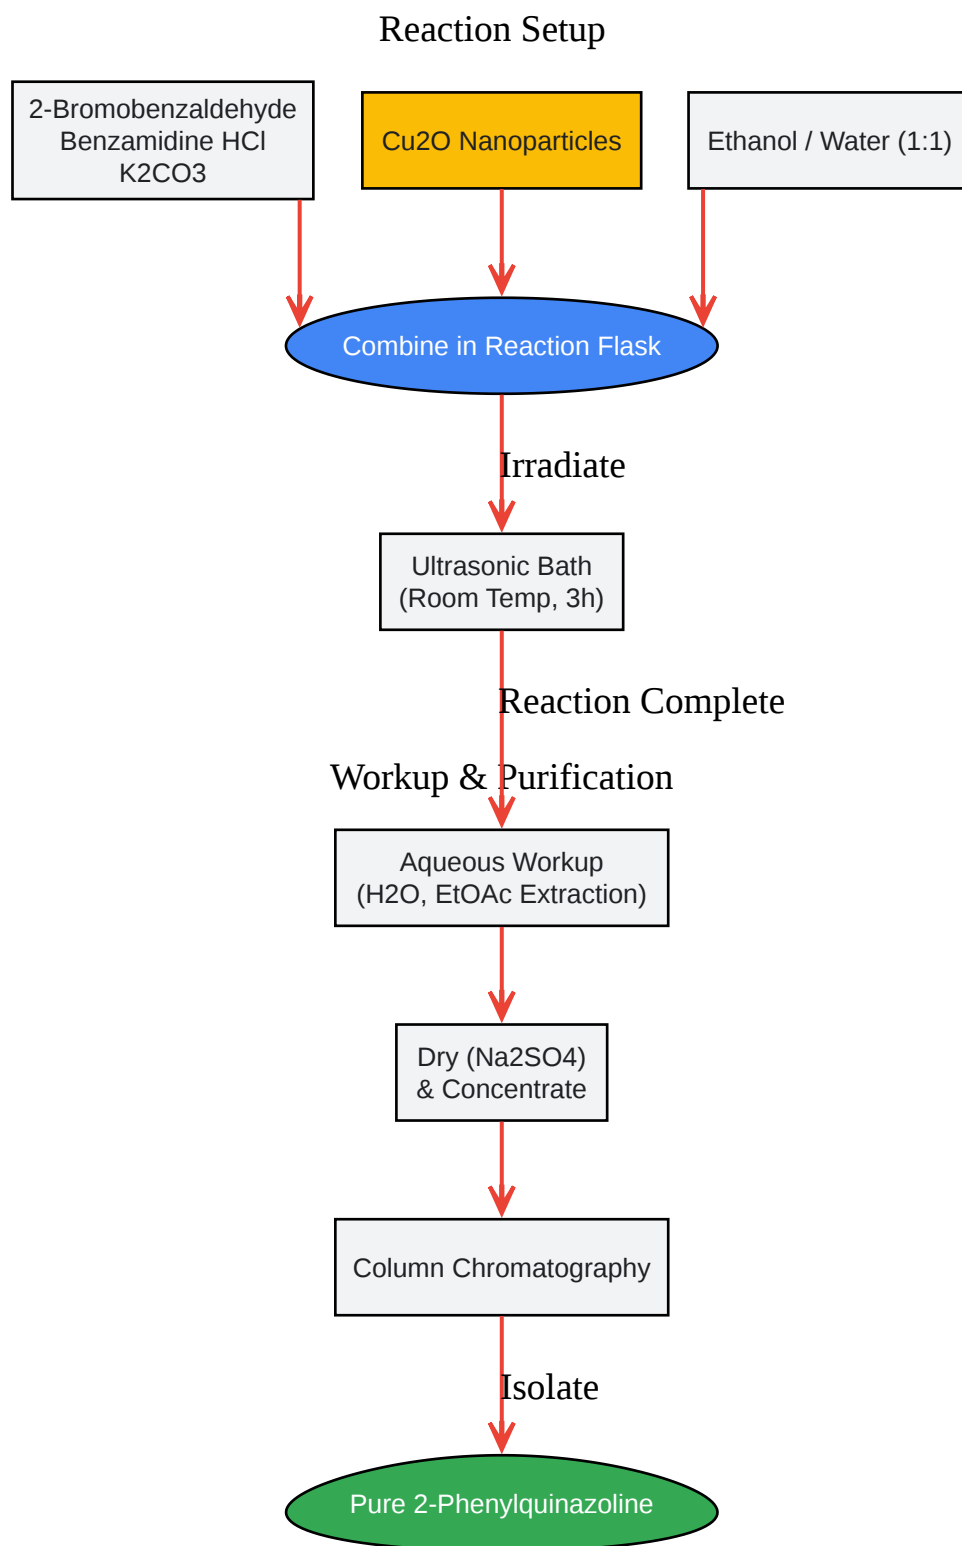 Reaction Setup
2-Bromobenzaldehyde
Benzamidine HCl
K2CO3
Cu2O Nanoparticles
Ethanol / Water (1:1)
Combine in Reaction Flask
Irradiate
Ultrasonic Bath
(Room Temp, 3h)
Reaction Complete
Workup & Purification
Aqueous Workup
(H2O, EtOAc Extraction)
Dry (Na2SO4)
& Concentrate
Column Chromatography
Isolate
Pure 2-Phenylquinazoline